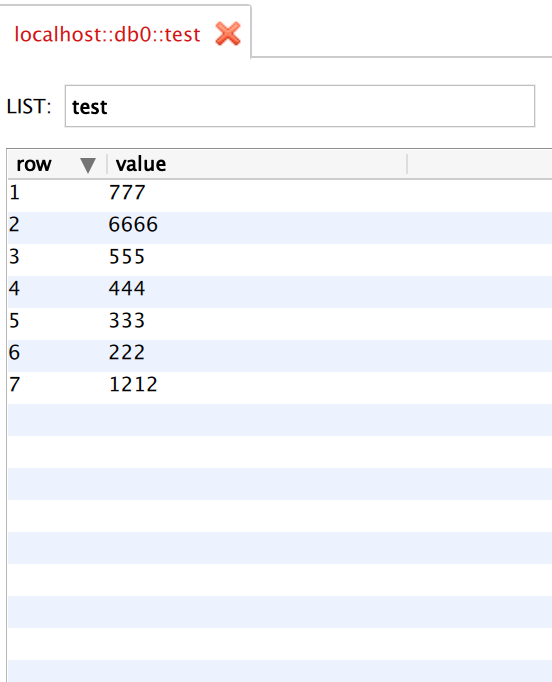 localhost::db0::test
LIST: test
row value
1 777
2 6666
3 555
4 444
5 333
6 222
7 1212